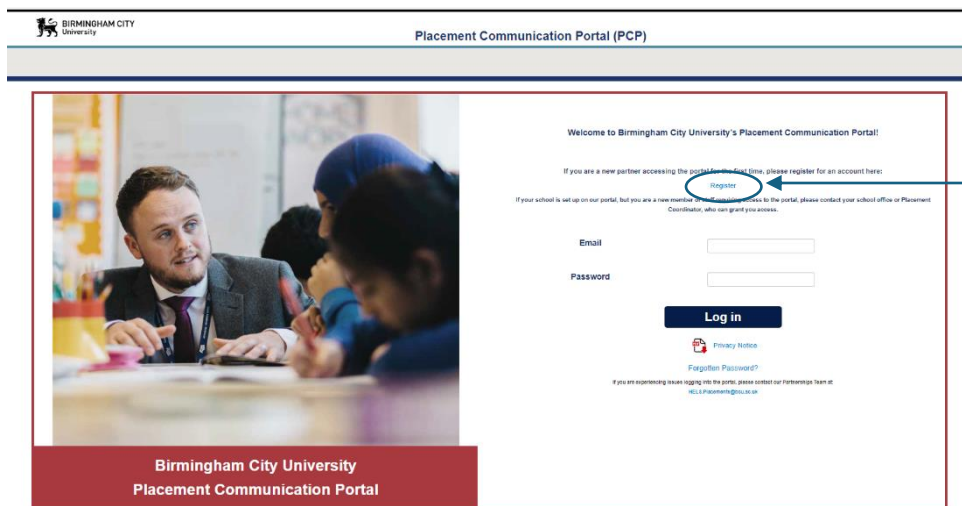 BIRMINGHAM CITY
University
Placement Communication Portal (PCP)
Welcome to Birmingham City University's Placement Communication Portal!
If you are a new partner accessing the portal for the first time, please register for an account here:
Register
If your school is set up on our portal, but you are a new member of staff requiring access to the portal, please contact your school office or Placement
Coordinator, who can grant you access.
Email
Password
Log in
Privacy Notice
Forgotten Password?
If you are experiencing issues logging into the portal, please contact our Partnerships Team at:
Birmingham City University
Placement Communication Portal